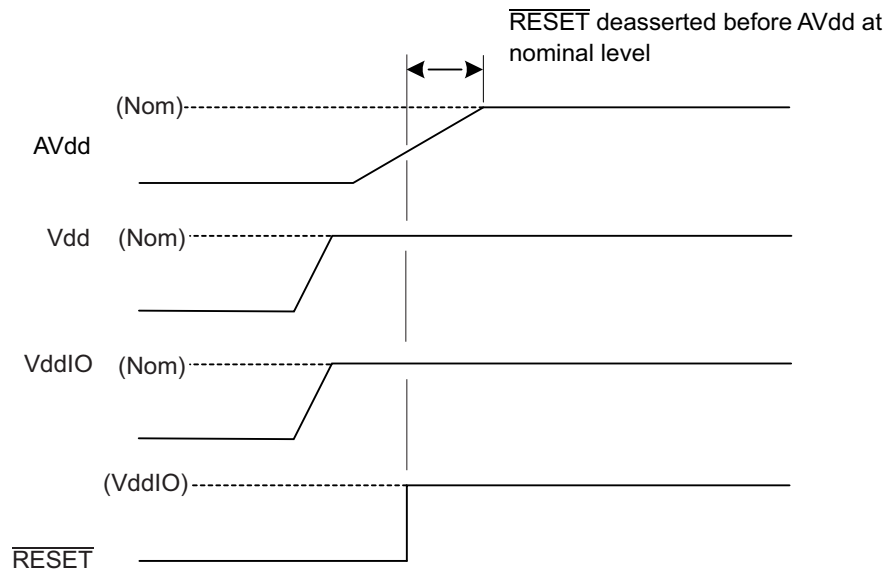 RESET deasserted before AVdd at
nominal level
(Nom)
AVdd
Vdd (Nom)
VddIO (Nom)
(VddIO)
RESET